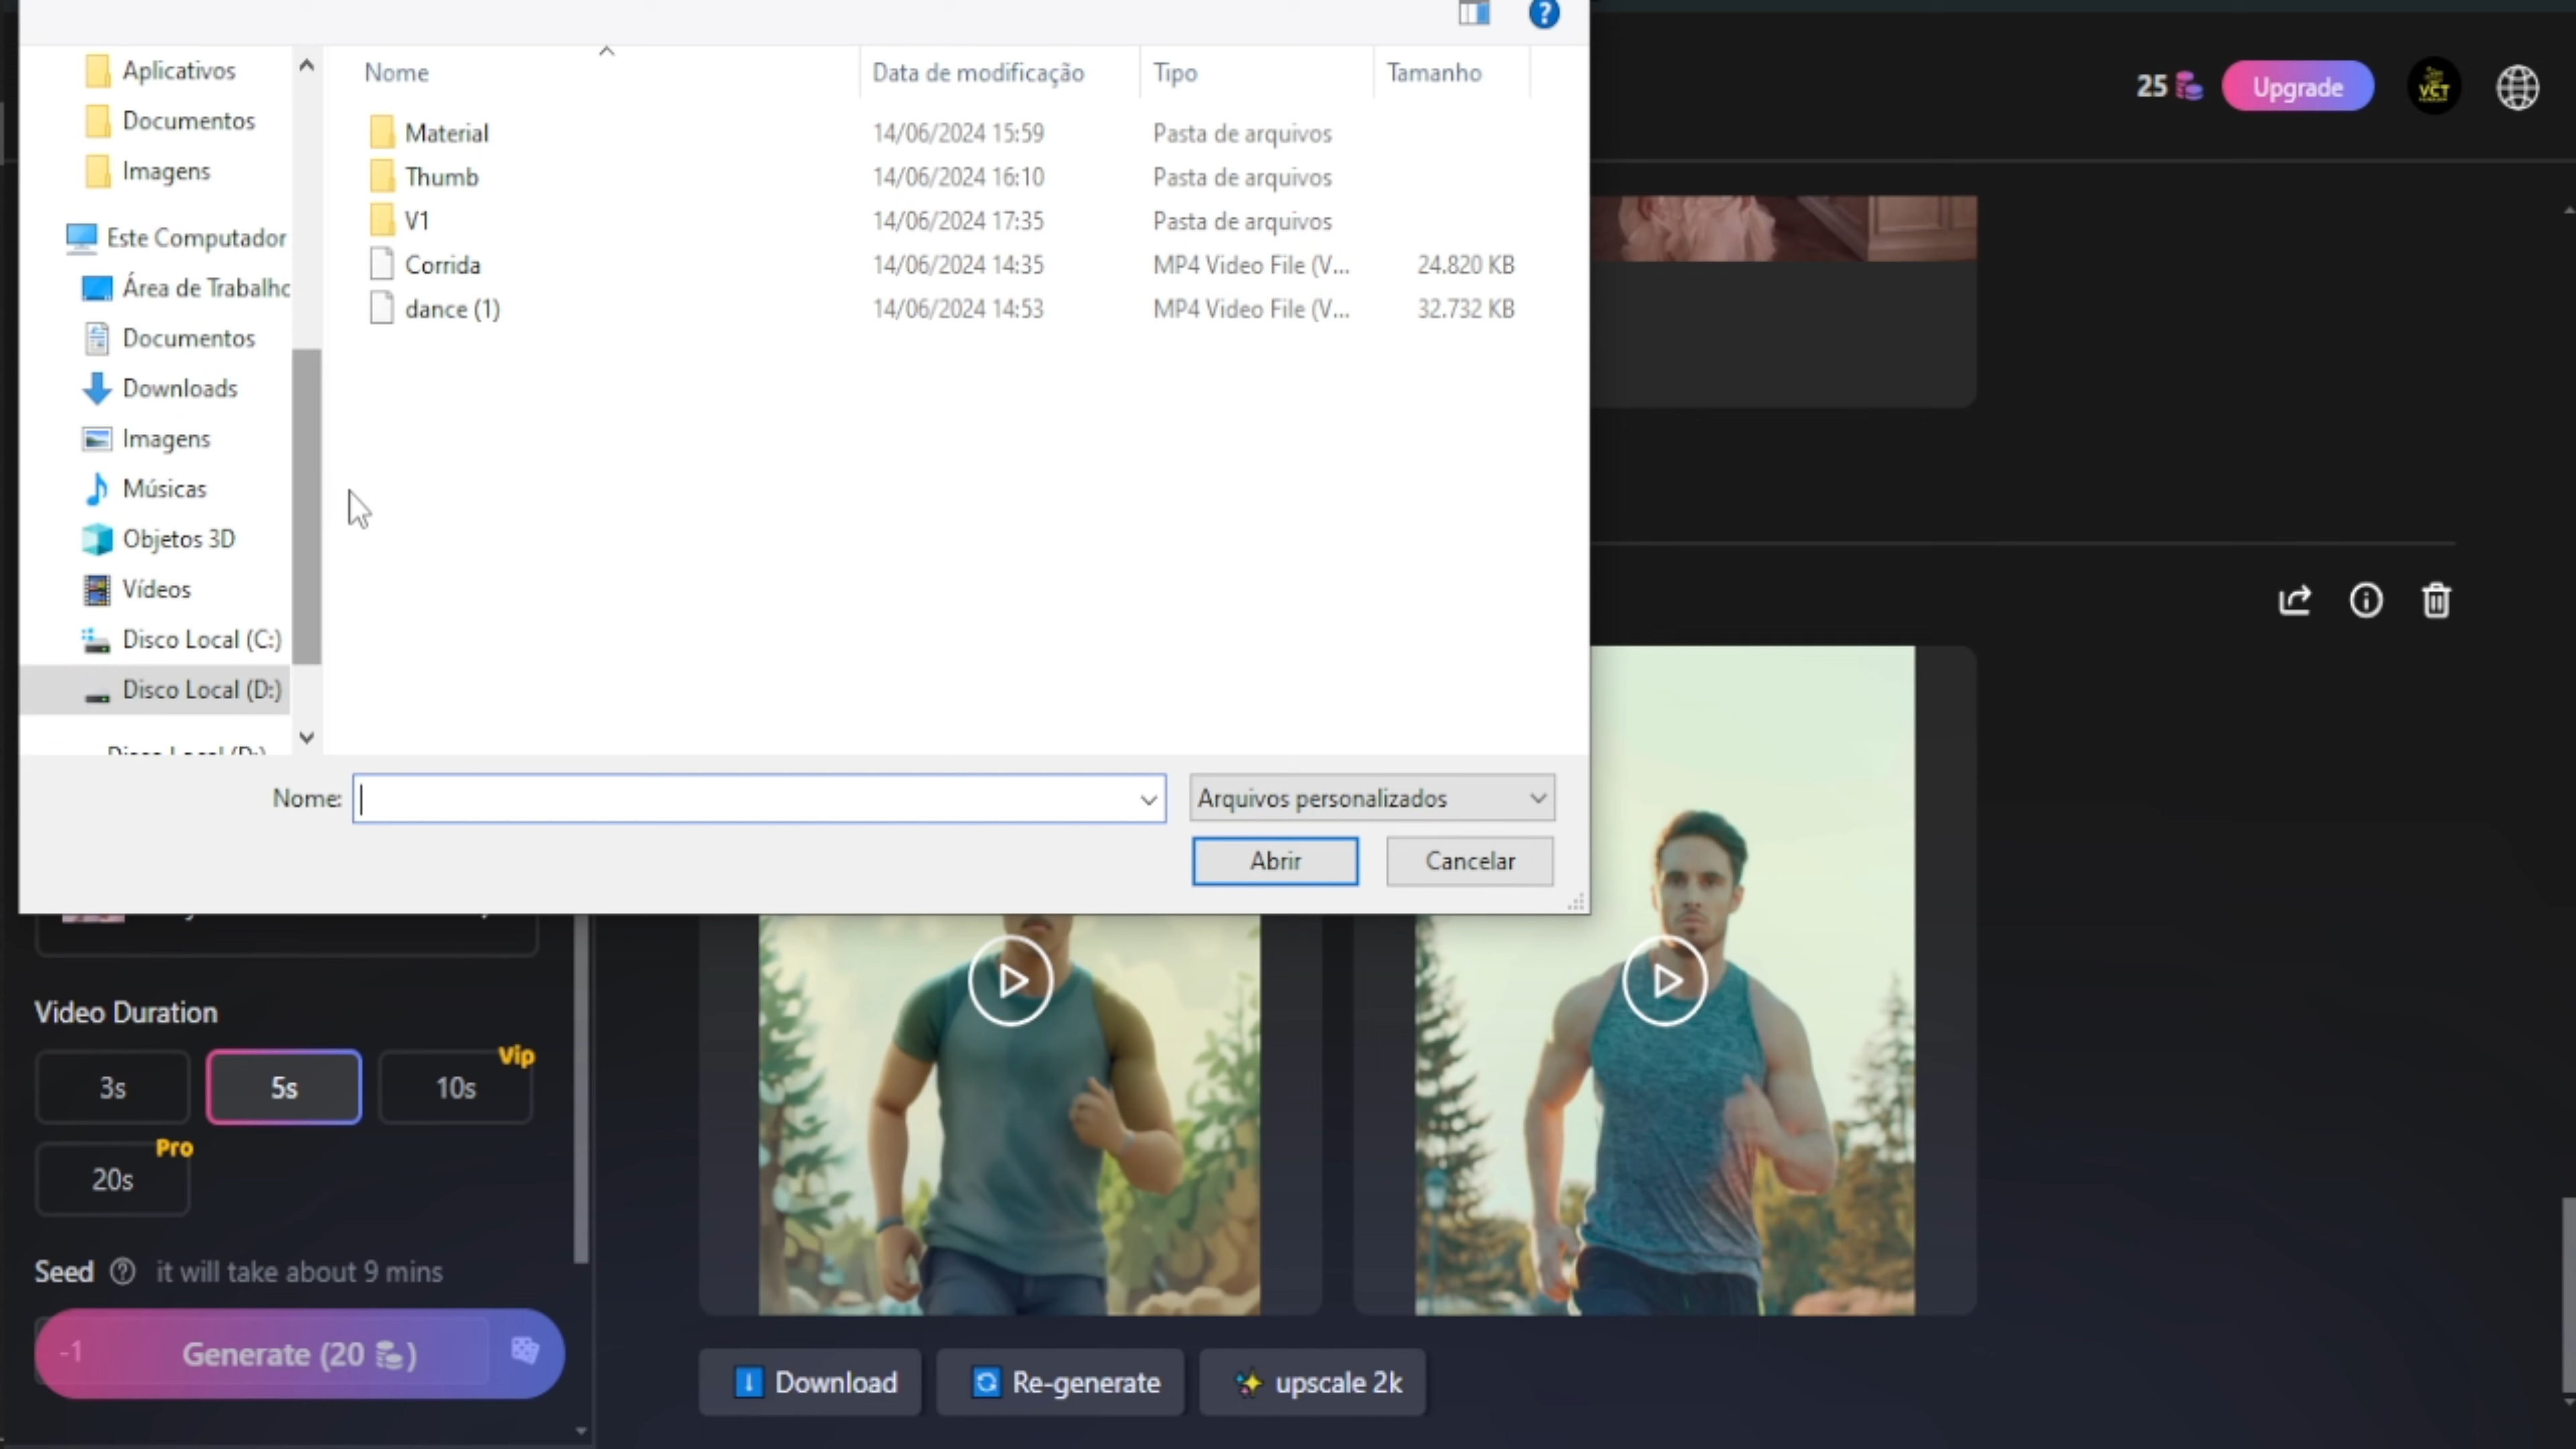 Nome
Data de modificação
Tipo
Tamanho
Aplicativos
Documentos
Imagens
Este Computador
Área de Trabalho
Documentos
Downloads
Imagens
Músicas
Objetos 3D
Vídeos
Disco Local (C:)
Disco Local (D:)
Disco Local (D:)
Material 14/06/2024 15:59 Pasta de arquivos
Thumb 14/06/2024 16:10 Pasta de arquivos
V1 14/06/2024 17:35 Pasta de arquivos
Corrida 14/06/2024 14:35 MP4 Video File (V... 24.820 KB
dance (1) 14/06/2024 14:53 MP4 Video File (V... 32.732 KB
Nome:
Arquivos personalizados
Abrir
Cancelar
25
Upgrade
VCT
Video Duration
3s
5s
10s
Vip
20s
Pro
Seed it will take about 9 mins
-1
Generate (20 )
Download
Re-generate
upscale 2k